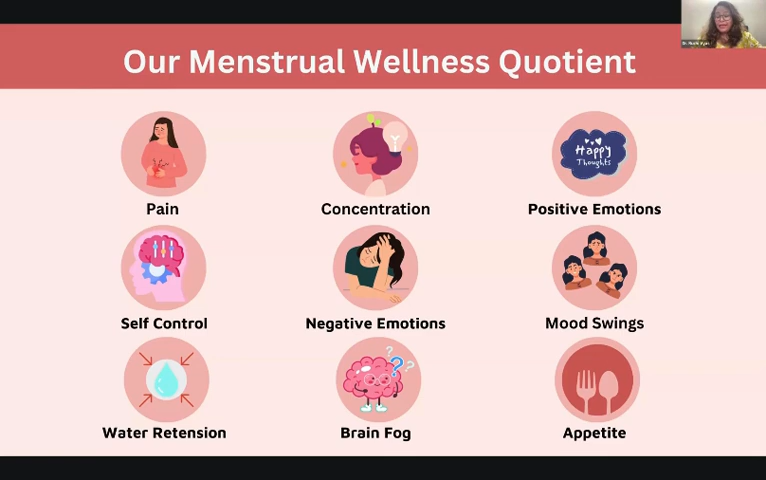 Our Menstrual Wellness Quotient
Pain
Concentration
Happy
Thoughts
Positive Emotions
Self Control
Negative Emotions
Mood Swings
?
? ?
Water Retension
Brain Fog
Appetite